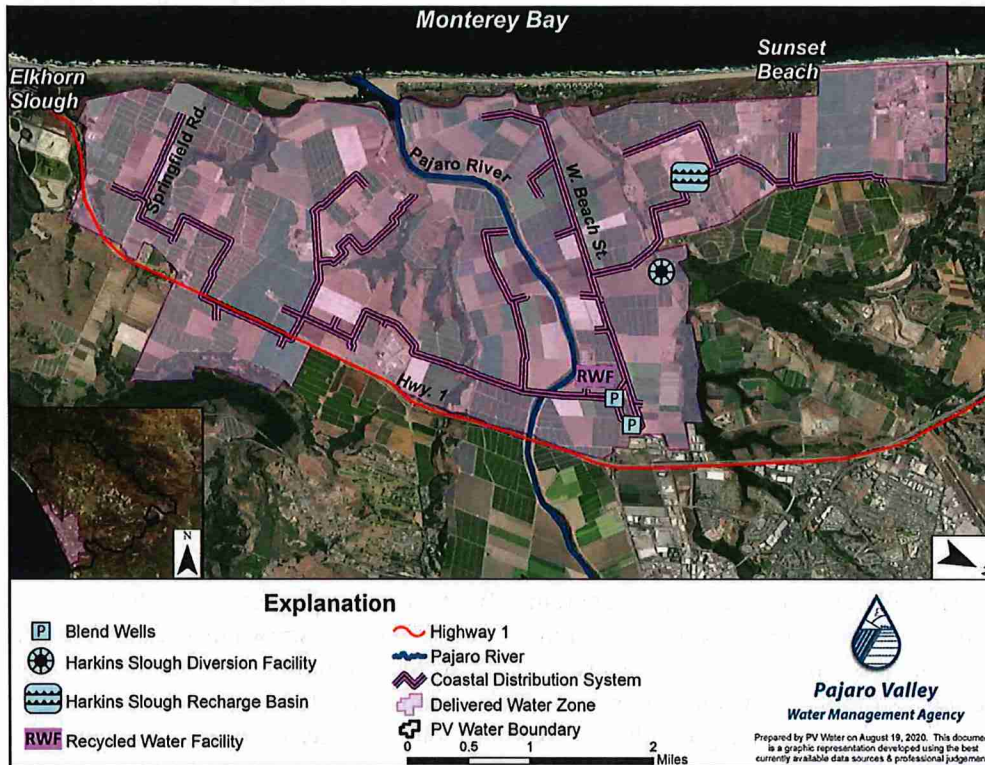 Monterey Bay
Elkhorn
Slough
Sunset
Beach
Springfield Rd.
Pajaro River
W. Beach St.
Hwy. 1
RWF
P
P
N
Explanation
P Blend Wells
Harkins Slough Diversion Facility
Harkins Slough Recharge Basin
RWF Recycled Water Facility
Highway 1
Pajaro River
Coastal Distribution System
Delivered Water Zone
PV Water Boundary
0 0.5 1 2
Miles
Pajaro Valley
Water Management Agency
Prepared by PV Water on August 19, 2020. This documen
is a graphic representation developed using the best
currently available data sources & professional judgement